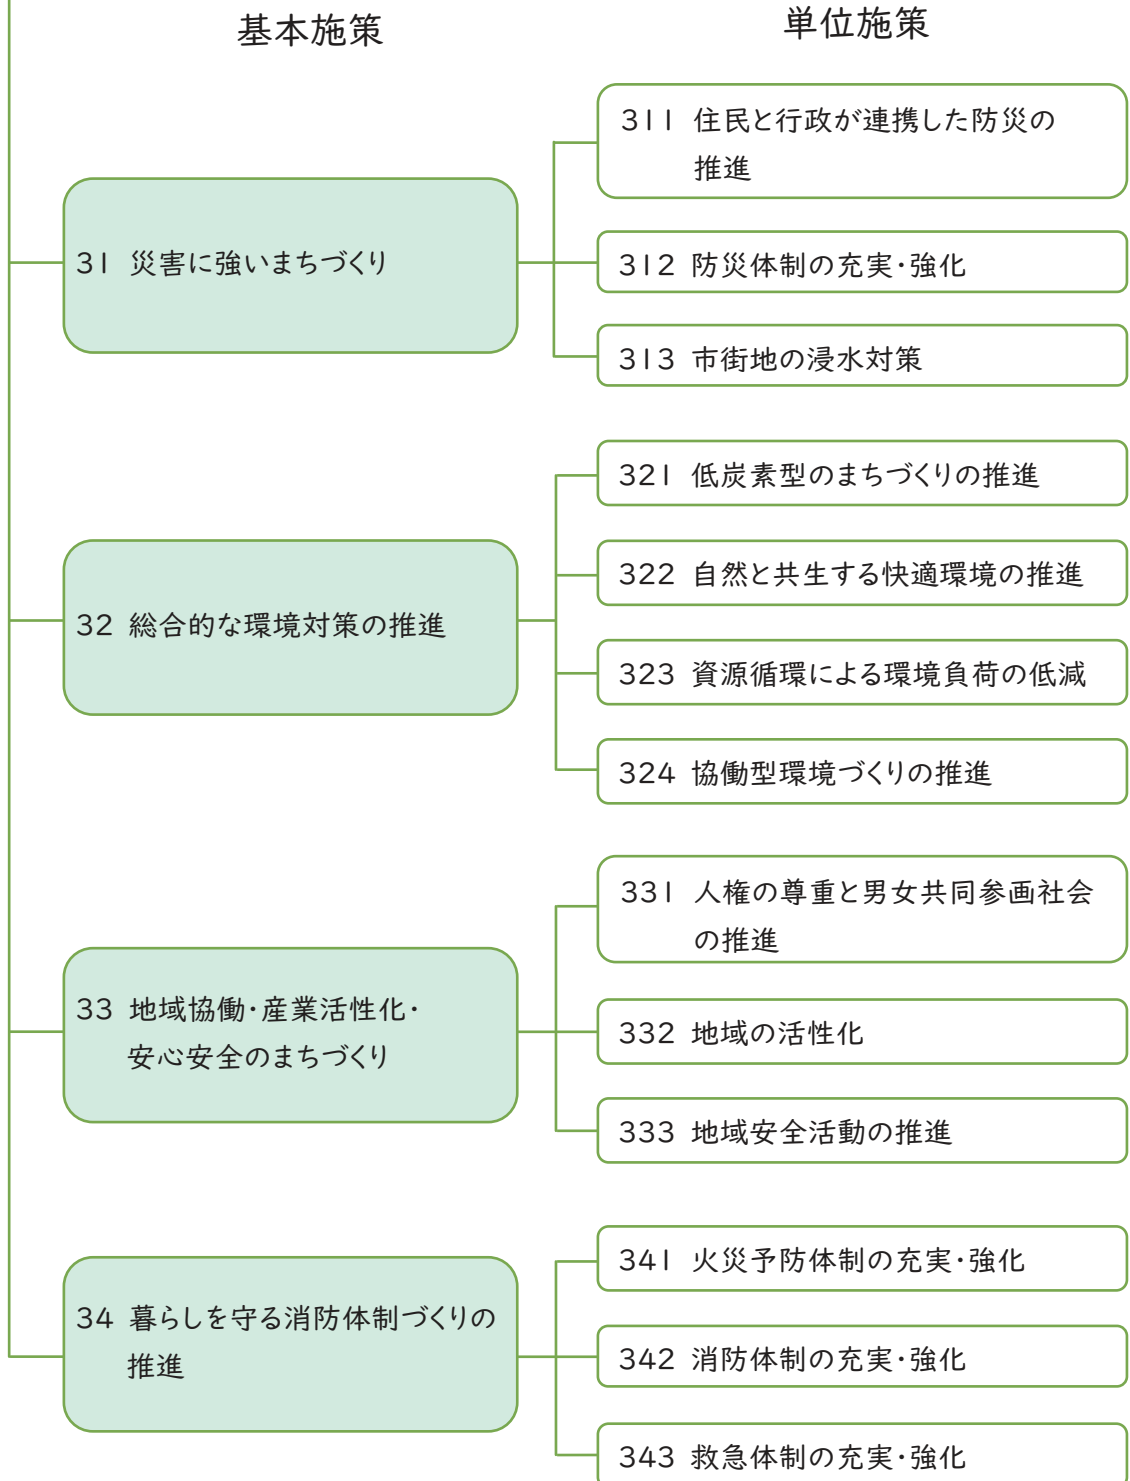 基本施策
単位施策
31 災害に強いまちづくり
311 住民と行政が連携した防災の
推進
312 防災体制の充実・強化
313 市街地の浸水対策
32 総合的な環境対策の推進
321 低炭素型のまちづくりの推進
322 自然と共生する快適環境の推進
323 資源循環による環境負荷の低減
324 協働型環境づくりの推進
33 地域協働・産業活性化・
安心安全のまちづくり
331 人権の尊重と男女共同参画社会
の推進
332 地域の活性化
333 地域安全活動の推進
34 暮らしを守る消防体制づくりの
推進
341 火災予防体制の充実・強化
342 消防体制の充実・強化
343 救急体制の充実・強化